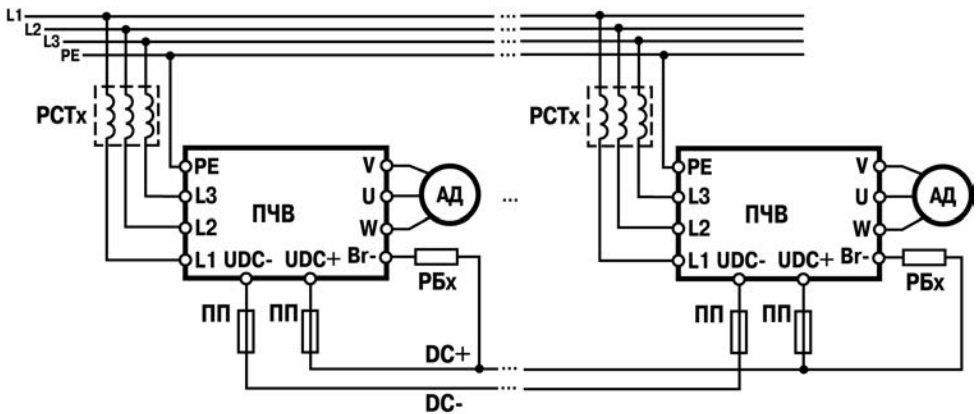 L1
L2
L3
PE
...
РСТх
РСТх
PE
V
L3
U
АД
ПЧВ
L2
W
L1
UDC-
UDC+
Br-
РБх
ПП
ПП
...
PE
V
L3
U
АД
ПЧВ
L2
W
L1
UDC-
UDC+
Br-
РБх
ПП
ПП
DC+
DC-